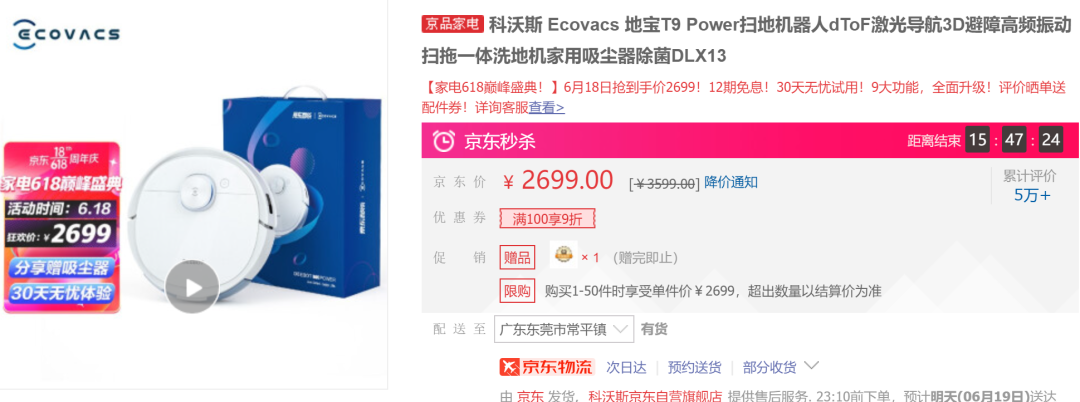 ECOVACS
京东
18th
618
周年庆
家电618巅峰盛典
活动时间：6.18
狂欢价：¥2699
分享赠吸尘器
30天无忧体验
京品家电 科沃斯 Ecovacs 地宝T9 Power扫地机器人dToF激光导航3D避障高频振动
扫拖一体洗地机家用吸尘器除菌DLX13
【家电618巅峰盛典！】6月18日抢到手价2699！12期免息！30天无忧试用！9大功能，全面升级！评价晒单送
配件券！详询客服查看>
京东秒杀 距离结束 15 : 47 : 24
京东价 ¥ 2699.00 [¥3599.00] 降价通知 累计评价
5万+
优惠券 满100享9折
促销 赠品 × 1 （赠完即止）
限购 购买1-50件时享受单件价¥2699，超出数量以结算价为准
配送至 广东东莞市常平镇 有货
京东物流 次日达 | 预约送货 | 部分收货
由 京东 发货, 科沃斯京东自营旗舰店 提供售后服务. 23:10前下单，预计明天(06月19日)送达